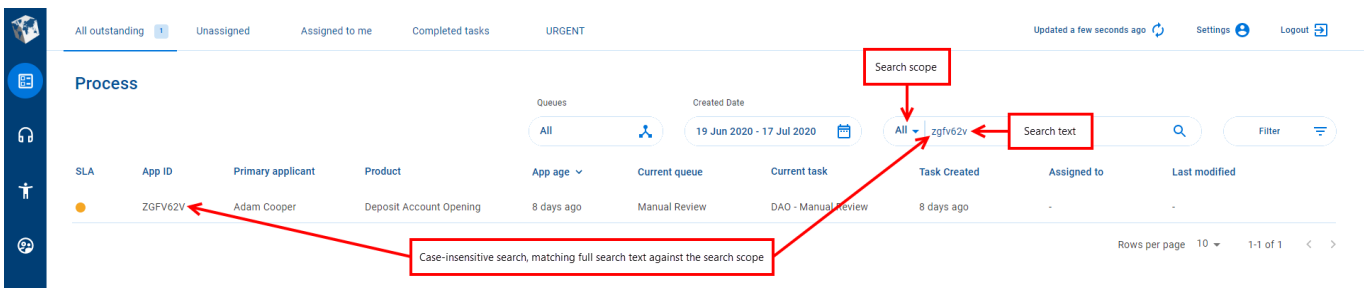 All outstanding 1 Unassigned Assigned to me Completed tasks URGENT Updated a few seconds ago Settings Logout
Search scope
Process
Queues Created Date
All 19 Jun 2020 - 17 Jul 2020 All zgfv62v Search text Filter
SLA App ID Primary applicant Product App age Current queue Current task Task Created Assigned to Last modified
ZGFV62V Adam Cooper Deposit Account Opening 8 days ago Manual Review DAO - Manual Review 8 days ago - -
Rows per page 10 1-1 of 1
Case-insensitive search, matching full search text against the search scope